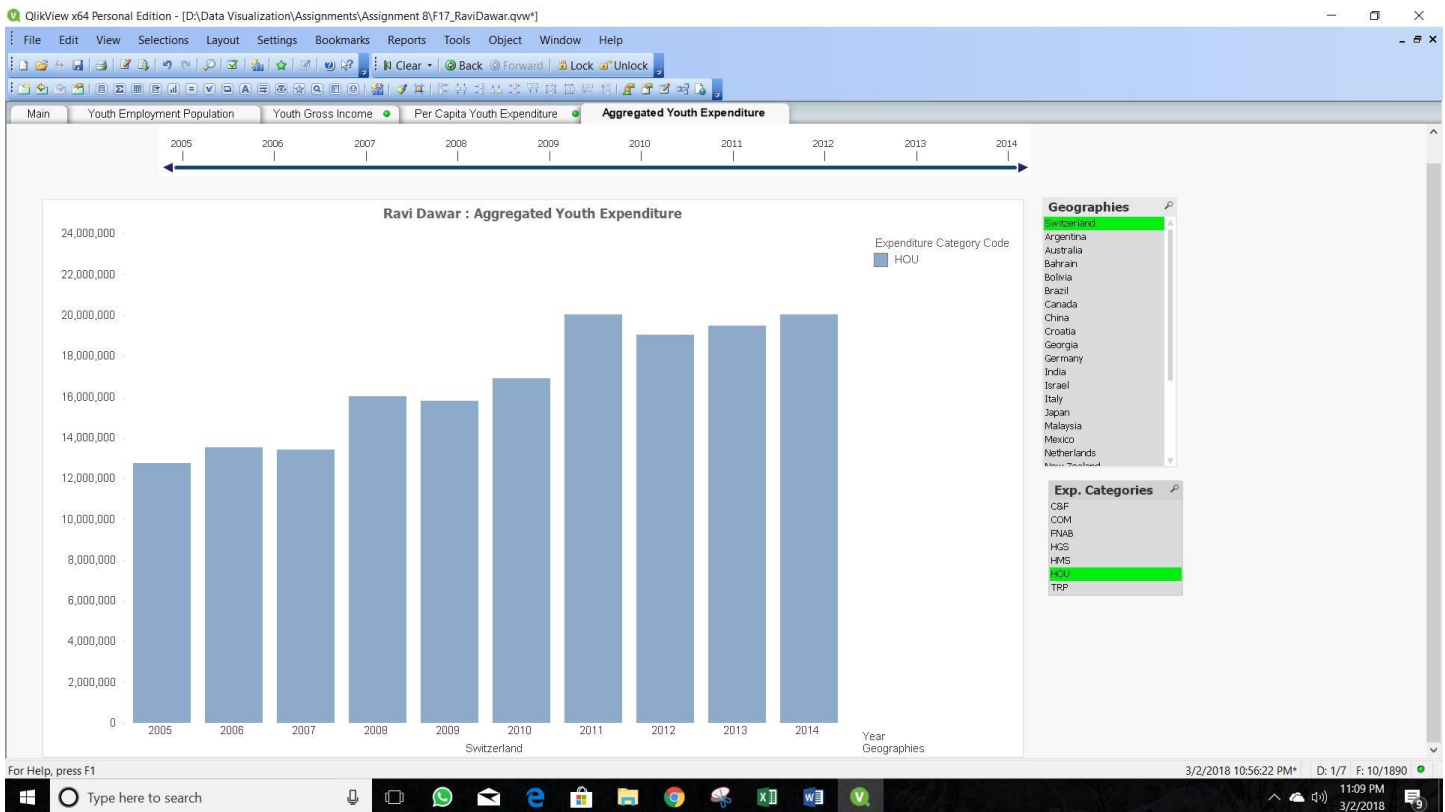 QlikView x64 Personal Edition - [D:\Data Visualization\Assignments\Assignment 8\F17_RaviDawar.qvw*]
File Edit View Selections Layout Settings Bookmarks Reports Tools Object Window Help
Clear Back Forward Lock Unlock
Main Youth Employment Population Youth Gross Income Per Capita Youth Expenditure Aggregated Youth Expenditure
2005 2006 2007 2008 2009 2010 2011 2012 2013 2014
Ravi Dawar : Aggregated Youth Expenditure
24,000,000
22,000,000
20,000,000
18,000,000
16,000,000
14,000,000
12,000,000
10,000,000
8,000,000
6,000,000
4,000,000
2,000,000
0
2005 2006 2007 2008 2009 2010 2011 2012 2013 2014
Switzerland
Year
Geographies
Expenditure Category Code
HOU
Geographies
Switzerland
Argentina
Australia
Bahrain
Bolivia
Brazil
Canada
China
Croatia
Georgia
Germany
India
Israel
Italy
Japan
Malaysia
Mexico
Netherlands
New Zealand
Exp. Categories
C&F
COM
FNAB
HGS
HMS
HOU
TRP
For Help, press F1
3/2/2018 10:56:22 PM* D: 1/7 F: 10/1890
Type here to search
11:09 PM
3/2/2018
9